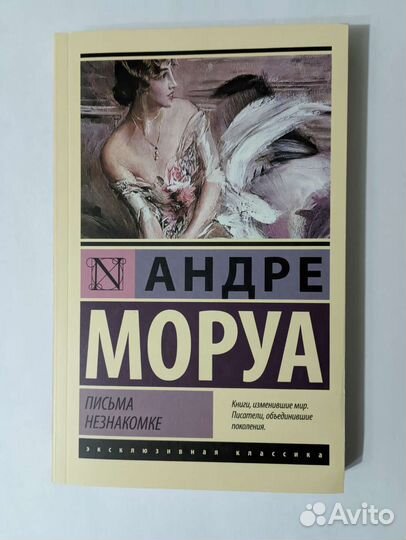 N
АНДРЕ
МОРУА
ПИСЬМА
НЕЗНАКОМКЕ
Книги, изменившие мир.
Писатели, объединившие
поколения.
эксклюзивная классика
Avito